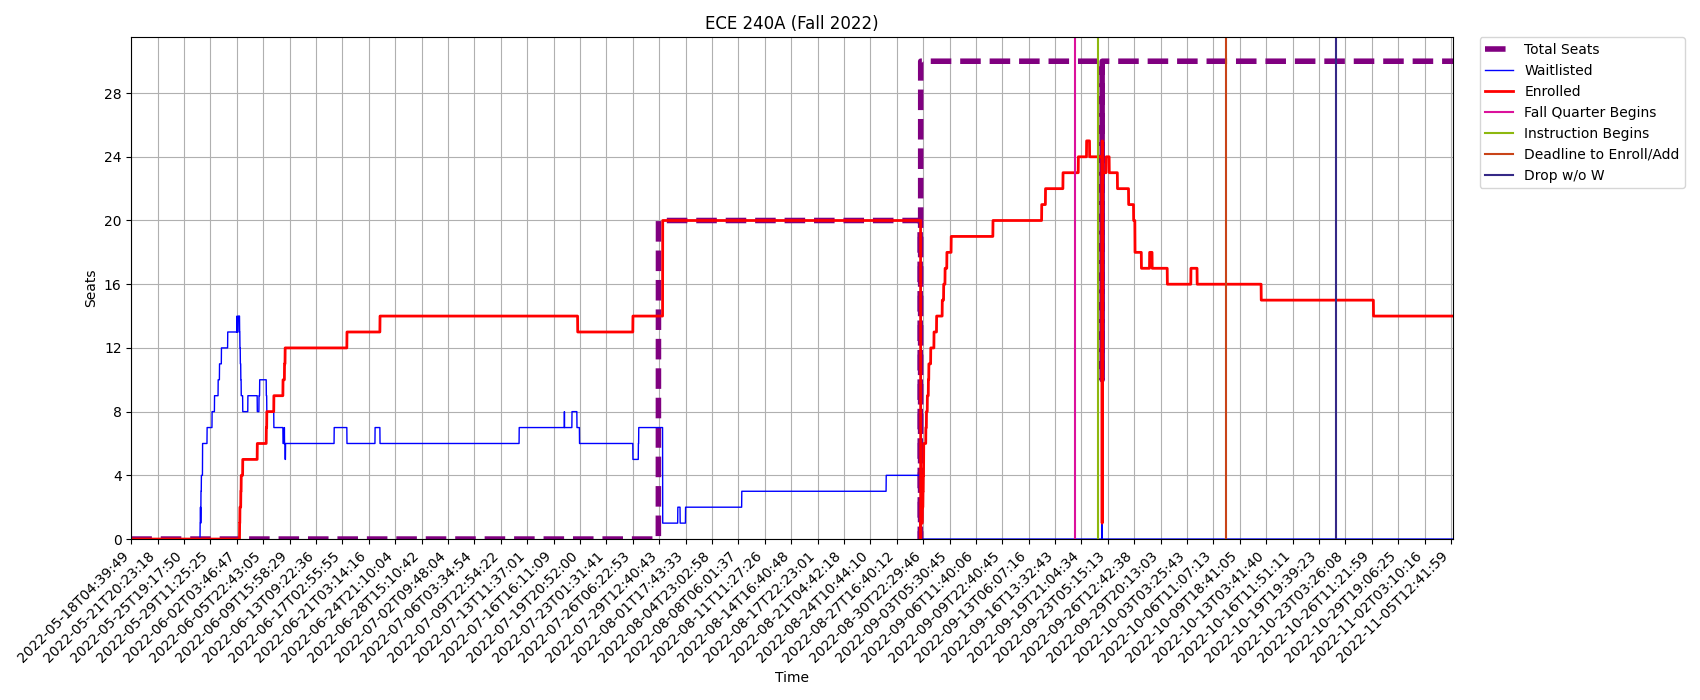 ECE 240A (Fall 2022)
Total Seats
Waitlisted
Enrolled
Fall Quarter Begins
Instruction Begins
Deadline to Enroll/Add
Drop w/o W
Seats
28
24
20
16
12
8
4
0
2022-05-18T04:39:49
2022-05-21T20:23:18
2022-05-25T19:17:50
2022-05-29T11:25:25
2022-06-02T03:46:47
2022-06-05T22:43:05
2022-06-09T15:58:29
2022-06-13T09:22:36
2022-06-17T02:55:55
2022-06-21T03:14:16
2022-06-24T21:10:04
2022-06-28T15:10:42
2022-07-02T09:48:04
2022-07-06T03:34:54
2022-07-09T22:54:22
2022-07-13T11:37:01
2022-07-16T16:11:09
2022-07-19T20:52:00
2022-07-23T01:31:41
2022-07-26T06:22:53
2022-07-29T12:40:43
2022-08-01T17:43:33
2022-08-04T23:02:58
2022-08-08T06:01:37
2022-08-11T11:27:26
2022-08-14T16:40:48
2022-08-17T22:23:01
2022-08-21T04:42:18
2022-08-24T10:44:10
2022-08-27T16:40:12
2022-08-30T22:29:46
2022-09-03T05:30:45
2022-09-06T11:40:06
2022-09-09T22:40:45
2022-09-13T06:07:16
2022-09-16T13:32:43
2022-09-19T21:04:34
2022-09-23T05:15:13
2022-09-26T12:42:38
2022-09-29T20:13:03
2022-10-03T03:25:43
2022-10-06T11:07:13
2022-10-09T18:41:05
2022-10-13T03:41:40
2022-10-16T11:51:11
2022-10-19T19:39:23
2022-10-23T03:26:08
2022-10-26T11:21:59
2022-10-29T19:06:25
2022-11-02T03:10:16
2022-11-05T12:41:59
Time